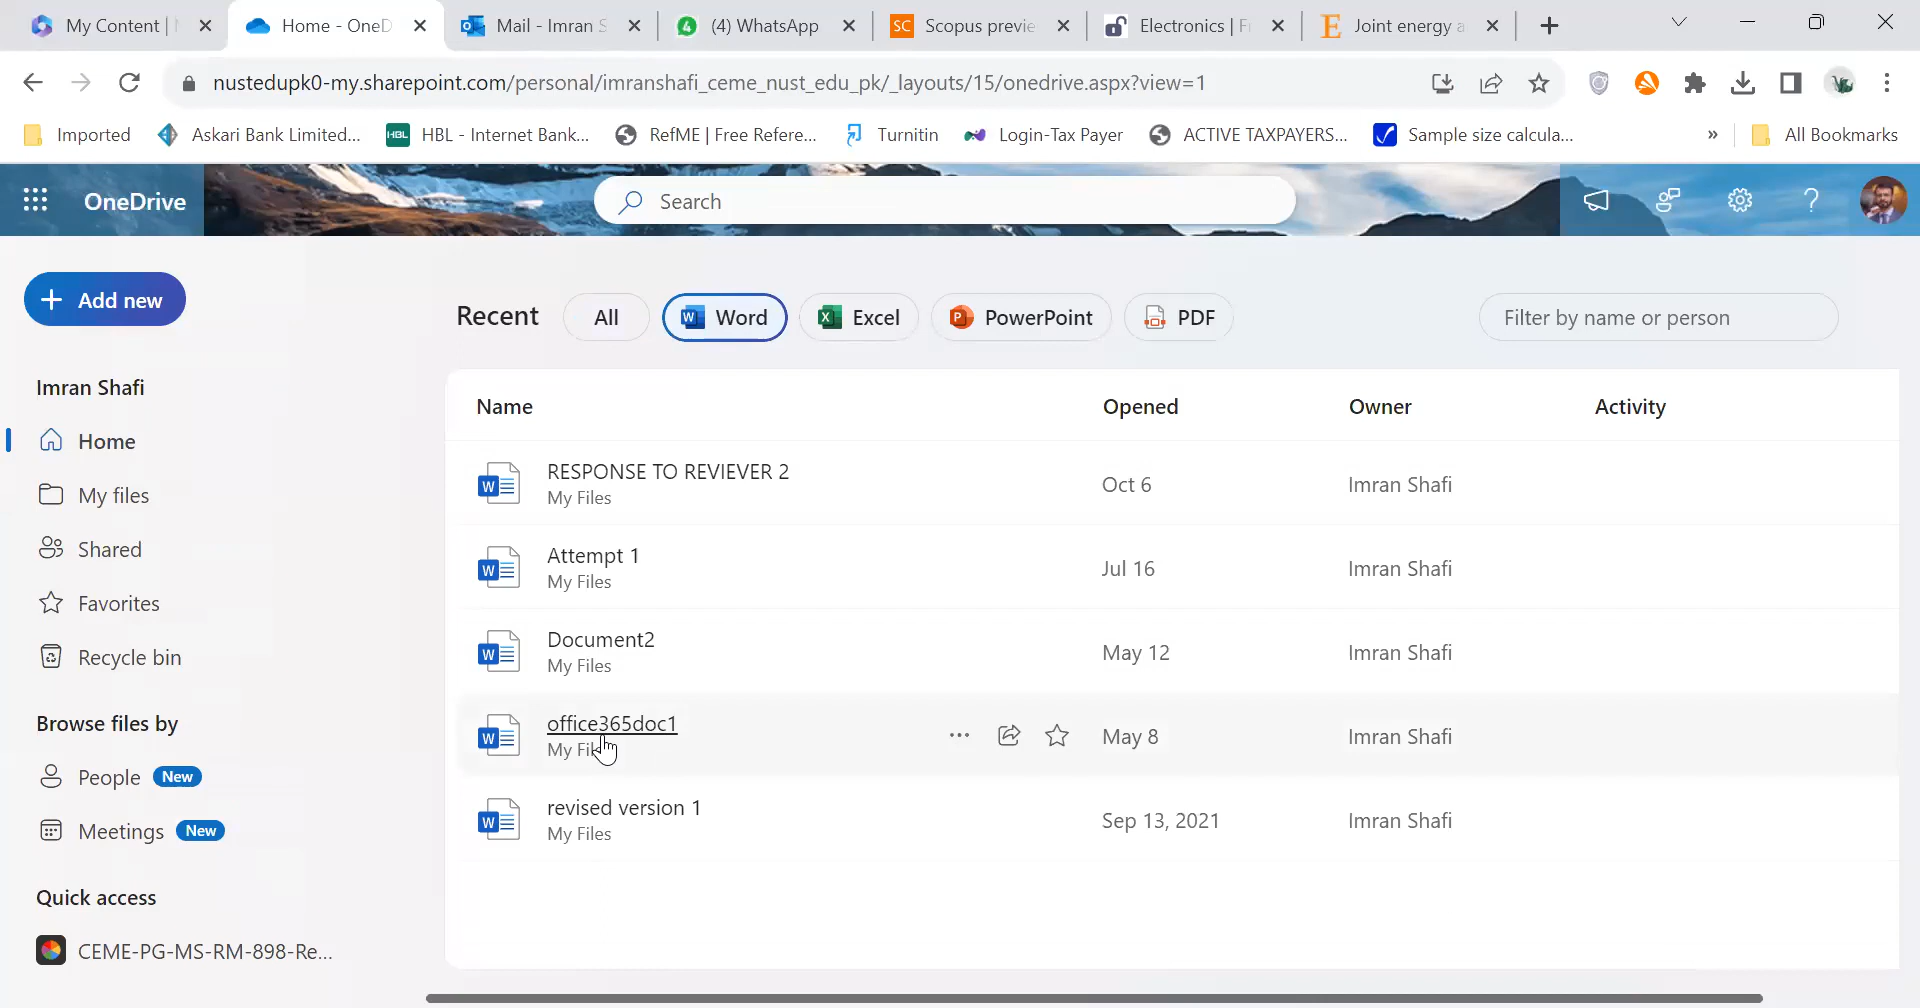 My Content |
Home - OneD
Mail - Imran S
(4) WhatsApp
SC Scopus previe
Electronics | F
E Joint energy a
nustedupk0-my.sharepoint.com/personal/imranshafi_ceme_nust_edu_pk/_layouts/15/onedrive.aspx?view=1
Imported
Askari Bank Limited...
HBL HBL - Internet Bank...
RefME | Free Refere...
Turnitin
Login-Tax Payer
ACTIVE TAXPAYERS...
Sample size calcula...
»
All Bookmarks
OneDrive
Search
Add new
Recent
All
Word
Excel
PowerPoint
PDF
Filter by name or person
Imran Shafi
Home
My files
Shared
Favorites
Recycle bin
Browse files by
People New
Meetings New
Quick access
CEME-PG-MS-RM-898-Re...
Name Opened Owner Activity
RESPONSE TO REVIEVER 2
My Files
Oct 6 Imran Shafi
Attempt 1
My Files
Jul 16 Imran Shafi
Document2
My Files
May 12 Imran Shafi
office365doc1
My Files
May 8 Imran Shafi
revised version 1
My Files
Sep 13, 2021 Imran Shafi